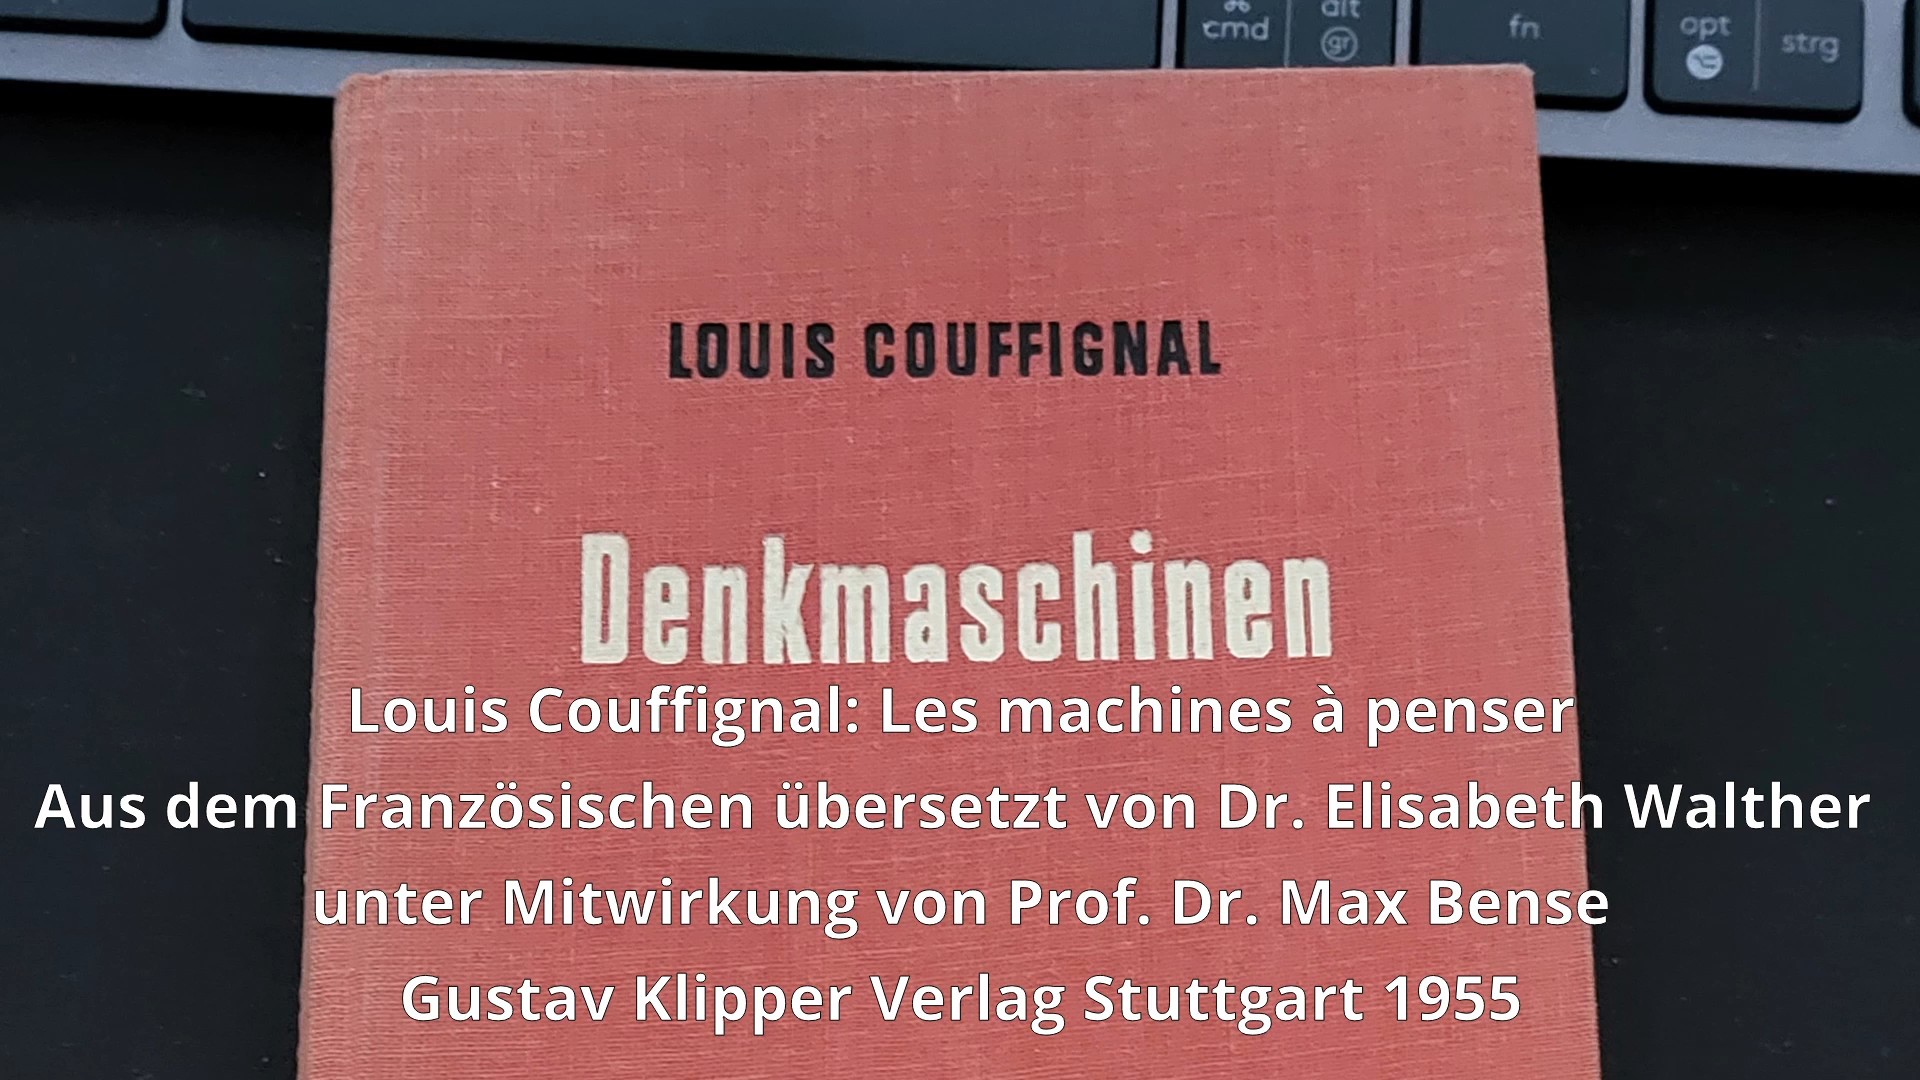 cmd
alt
gr
fn
opt
strg
LOUIS COUFFIGNAL
Denkmaschinen
Louis Couffignal: Les machines à penser
Aus dem Französischen übersetzt von Dr. Elisabeth Walther
unter Mitwirkung von Prof. Dr. Max Bense
Gustav Klipper Verlag Stuttgart 1955